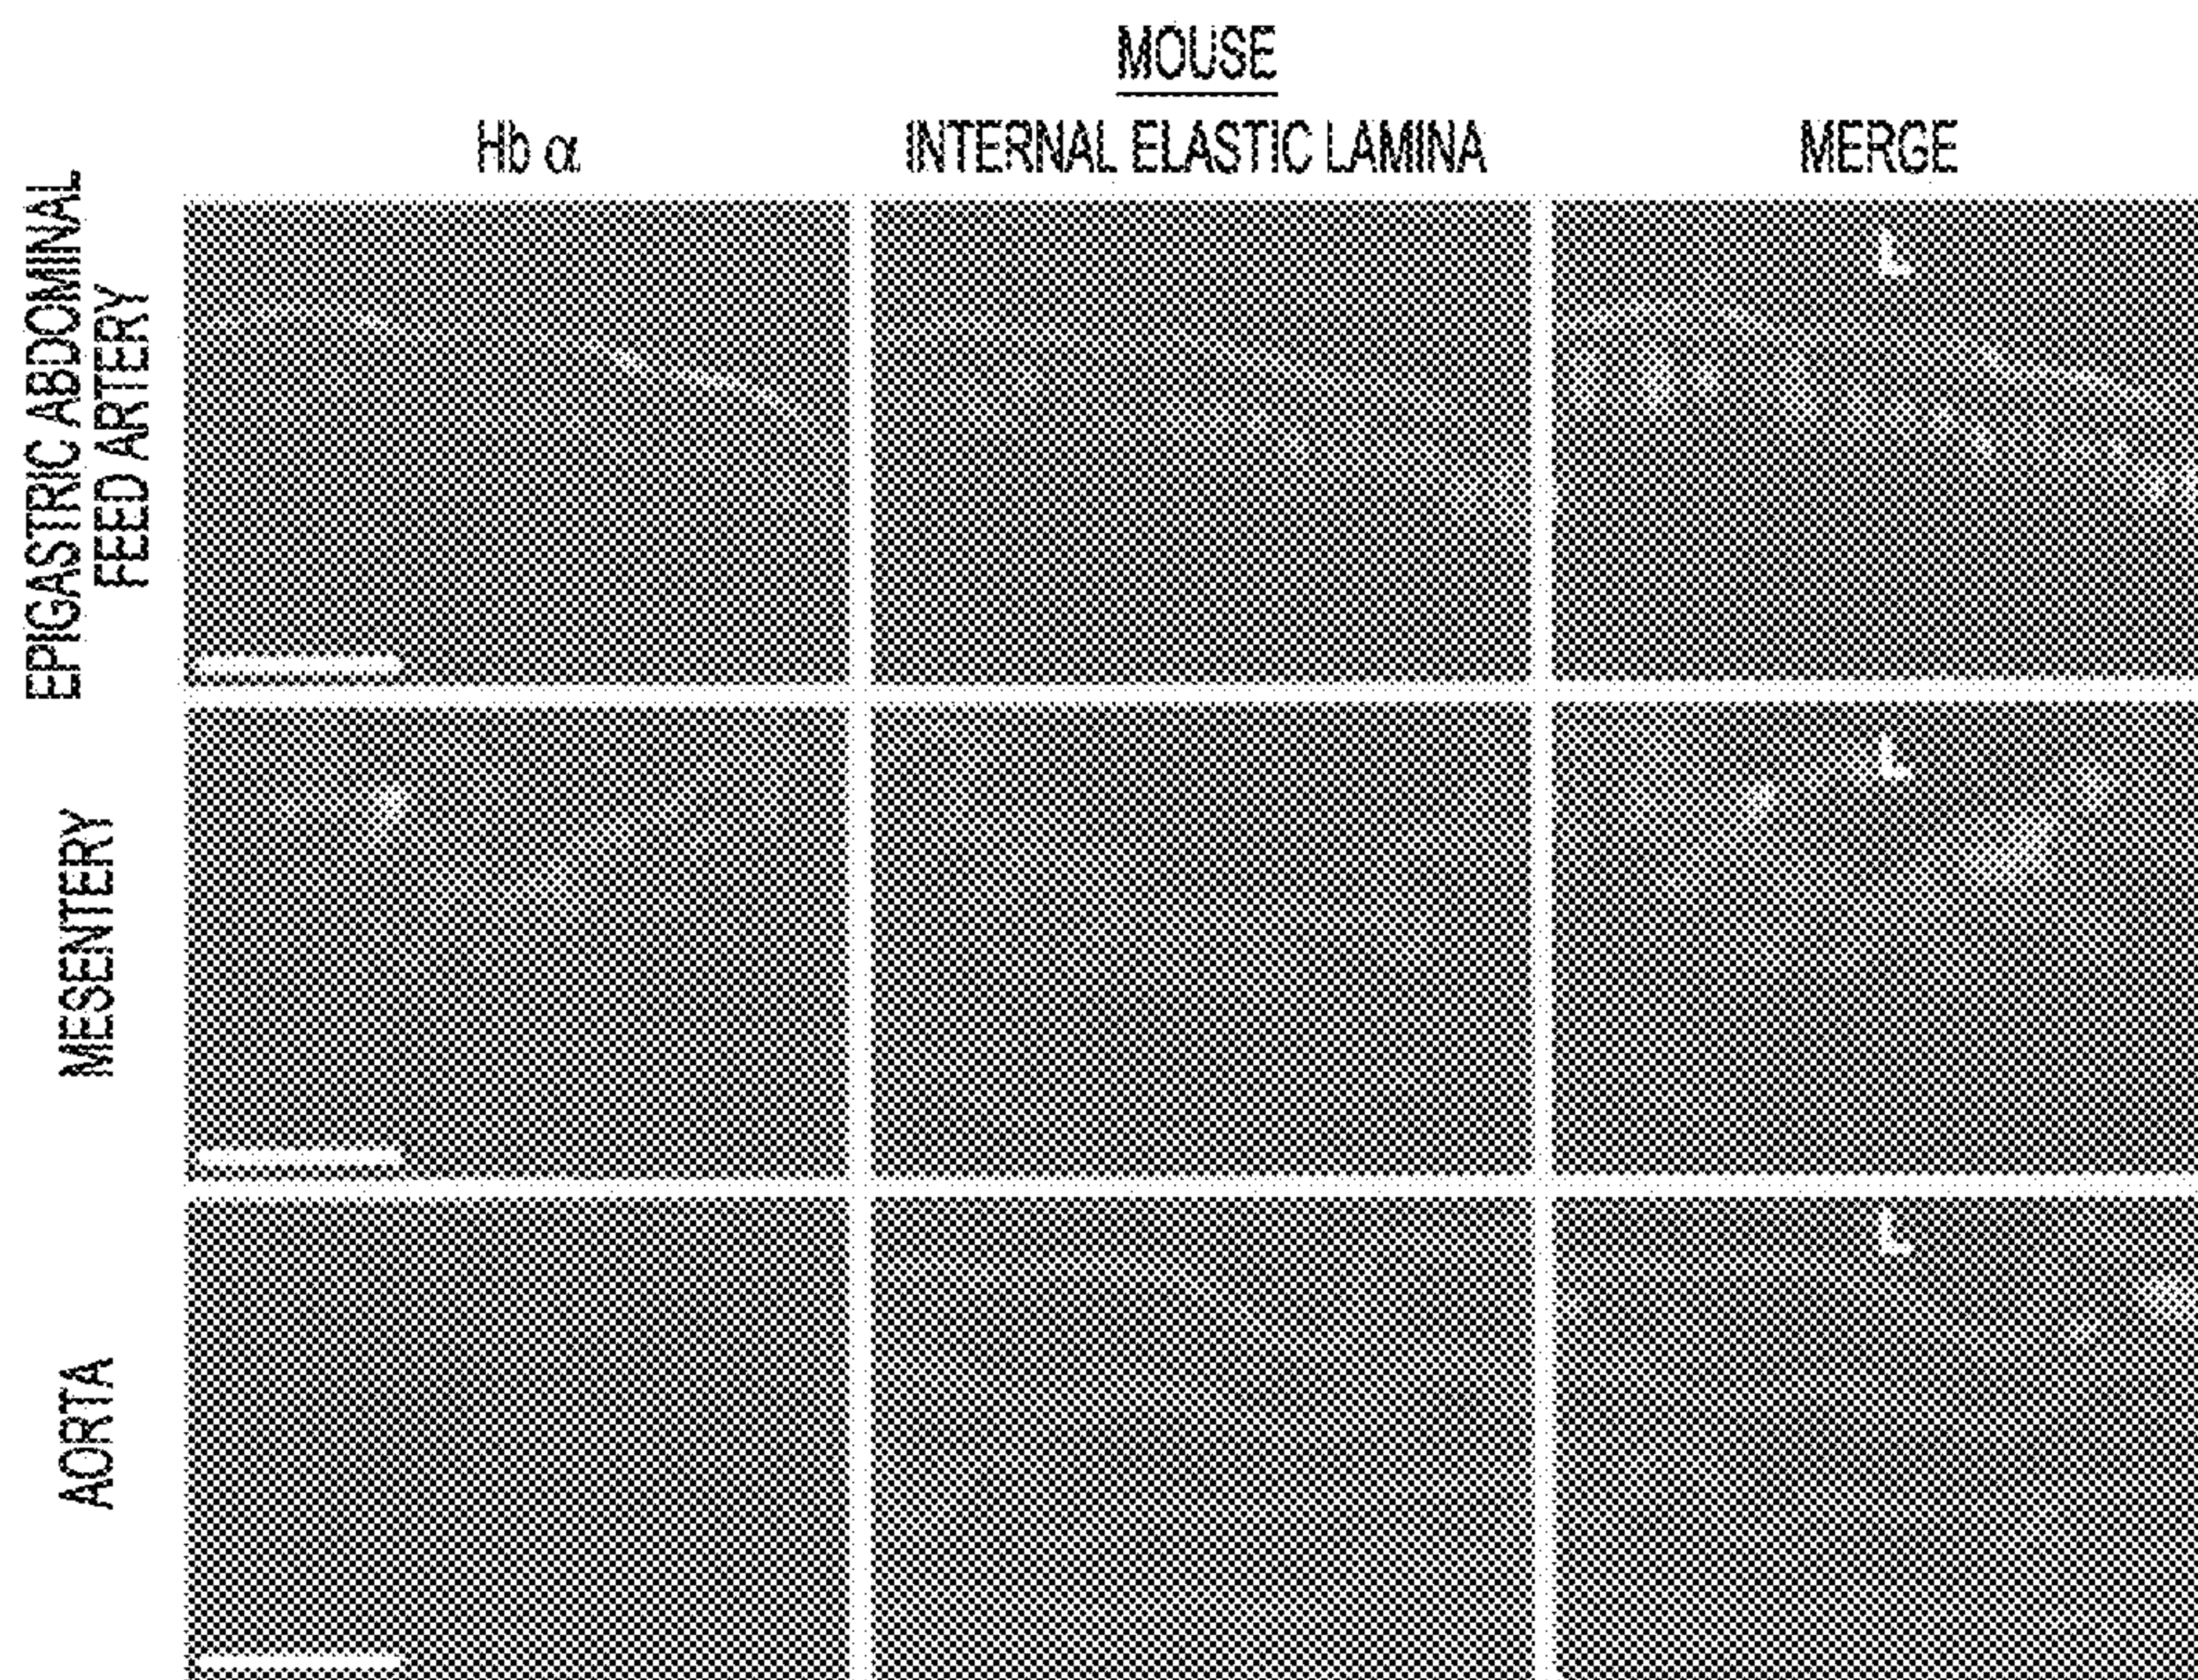 MOUSE
Hb α INTERNAL ELASTIC LAMINA MERGE
EPIGASTRIC ABDOMINAL
FEED ARTERY
L
MESENTERY
L
AORTA
L